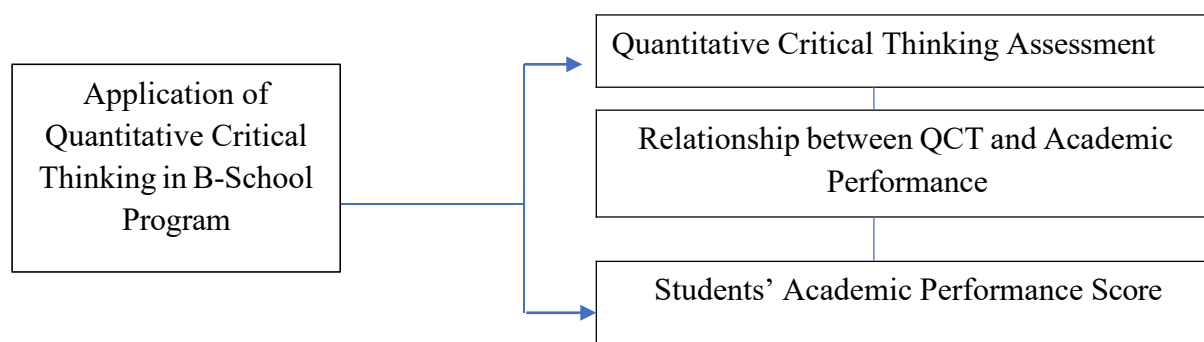 Application of
Quantitative Critical
Thinking in B-School
Program
Quantitative Critical Thinking Assessment
Relationship between QCT and Academic
Performance
Students’ Academic Performance Score